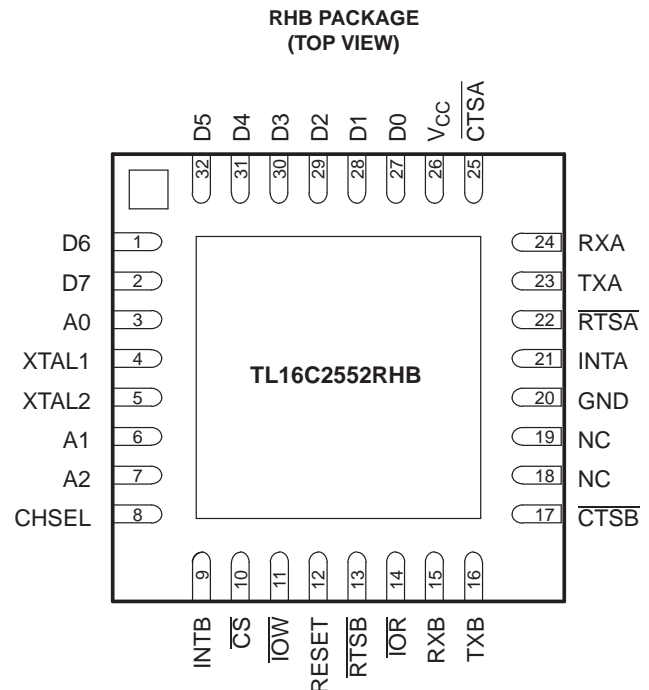 RHB PACKAGE
(TOP VIEW)
D5
D4
D3
D2
D1
D0
VCC
CTSA
32
31
30
29
28
27
26
25
D6 1
D7 2
A0 3
XTAL1 4
XTAL2 5
A1 6
A2 7
CHSEL 8
TL16C2552RHB
24 RXA
23 TXA
22 RTSA
21 INTA
20 GND
19 NC
18 NC
17 CTSB
9
10
11
12
13
14
15
16
INTB
CS
IOW
RESET
RTSB
IOR
RXB
TXB